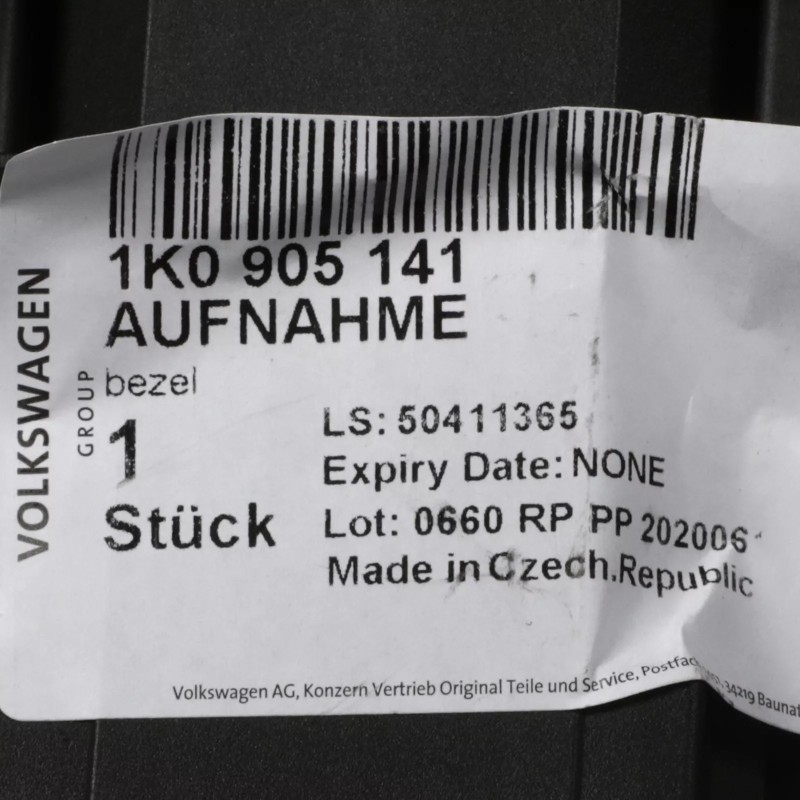 VOLKSWAGEN
GROUP
1K0 905 141
AUFNAHME
bezel
1
Stück
LS: 50411365
Expiry Date: NONE
Lot: 0660 RP PP 202006
Made in Czech.Republic
Volkswagen AG, Konzern Vertrieb Original Teile und Service, 34219